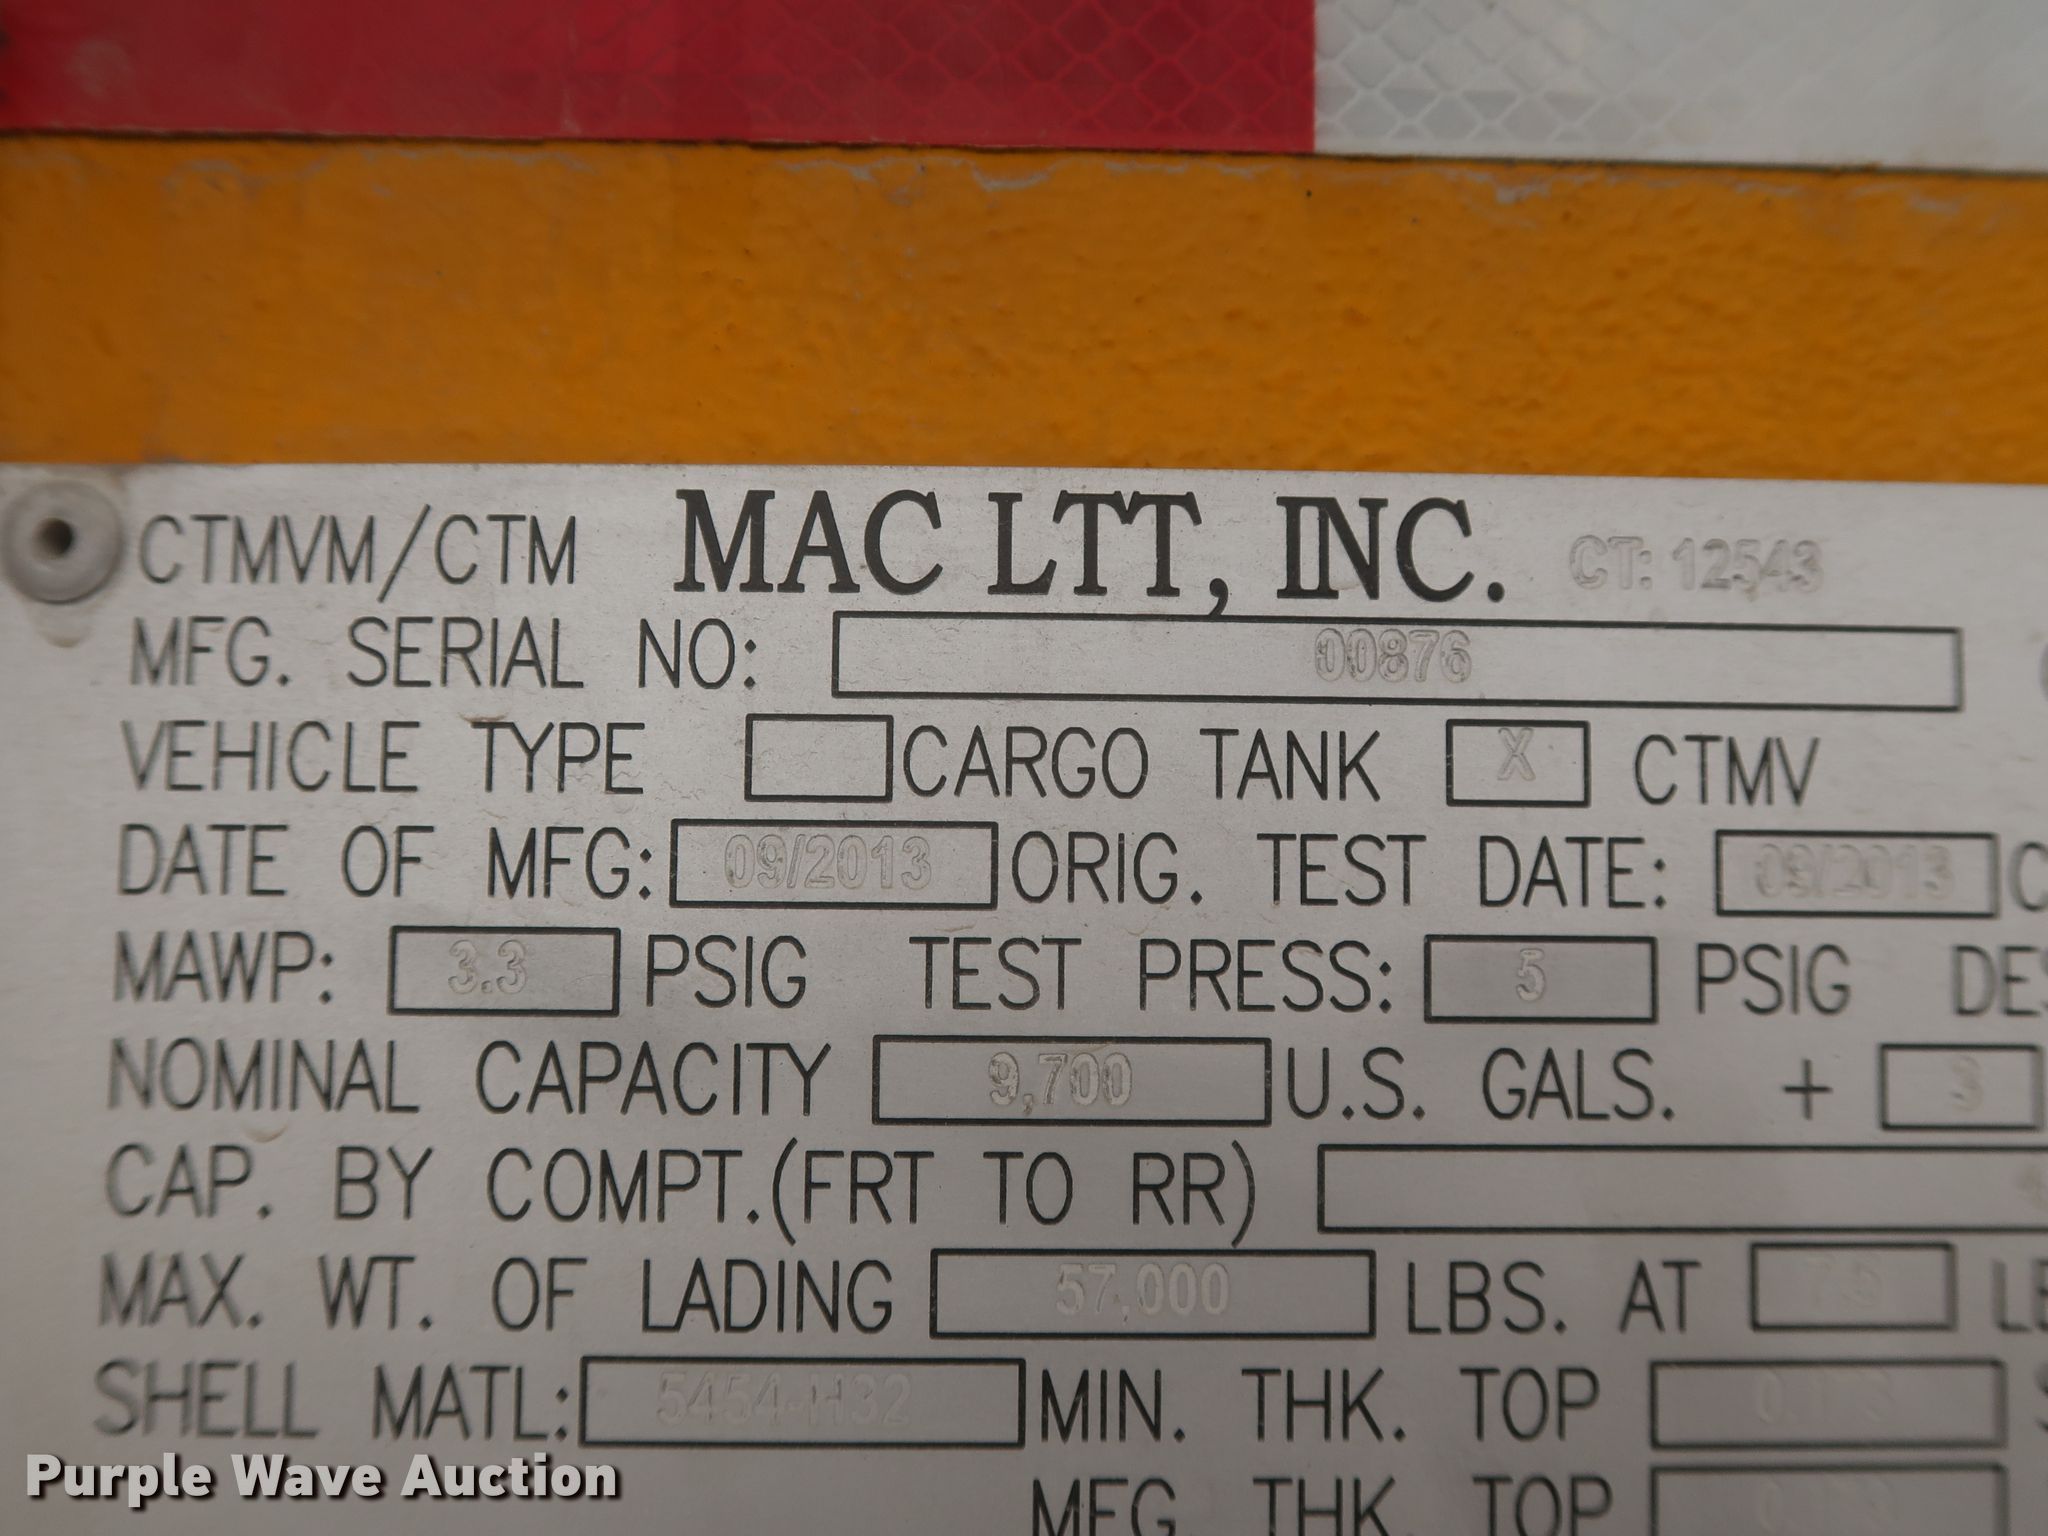 CTMVM/CTM MAC LTT, INC. CT: 12543
MFG. SERIAL NO: 00876
VEHICLE TYPE CARGO TANK X CTMV
DATE OF MFG: 09/2013 ORIG. TEST DATE: 09/2013 C
MAWP: 3.3 PSIG TEST PRESS: 5 PSIG DES
NOMINAL CAPACITY 9,700 U.S. GALS. +
CAP. BY COMPT.(FRT TO RR)
MAX. WT. OF LADING 57,000 LBS. AT
SHELL MATL: 5454-H32 MIN. THK. TOP
MFG THK. TOP
Purple Wave Auction